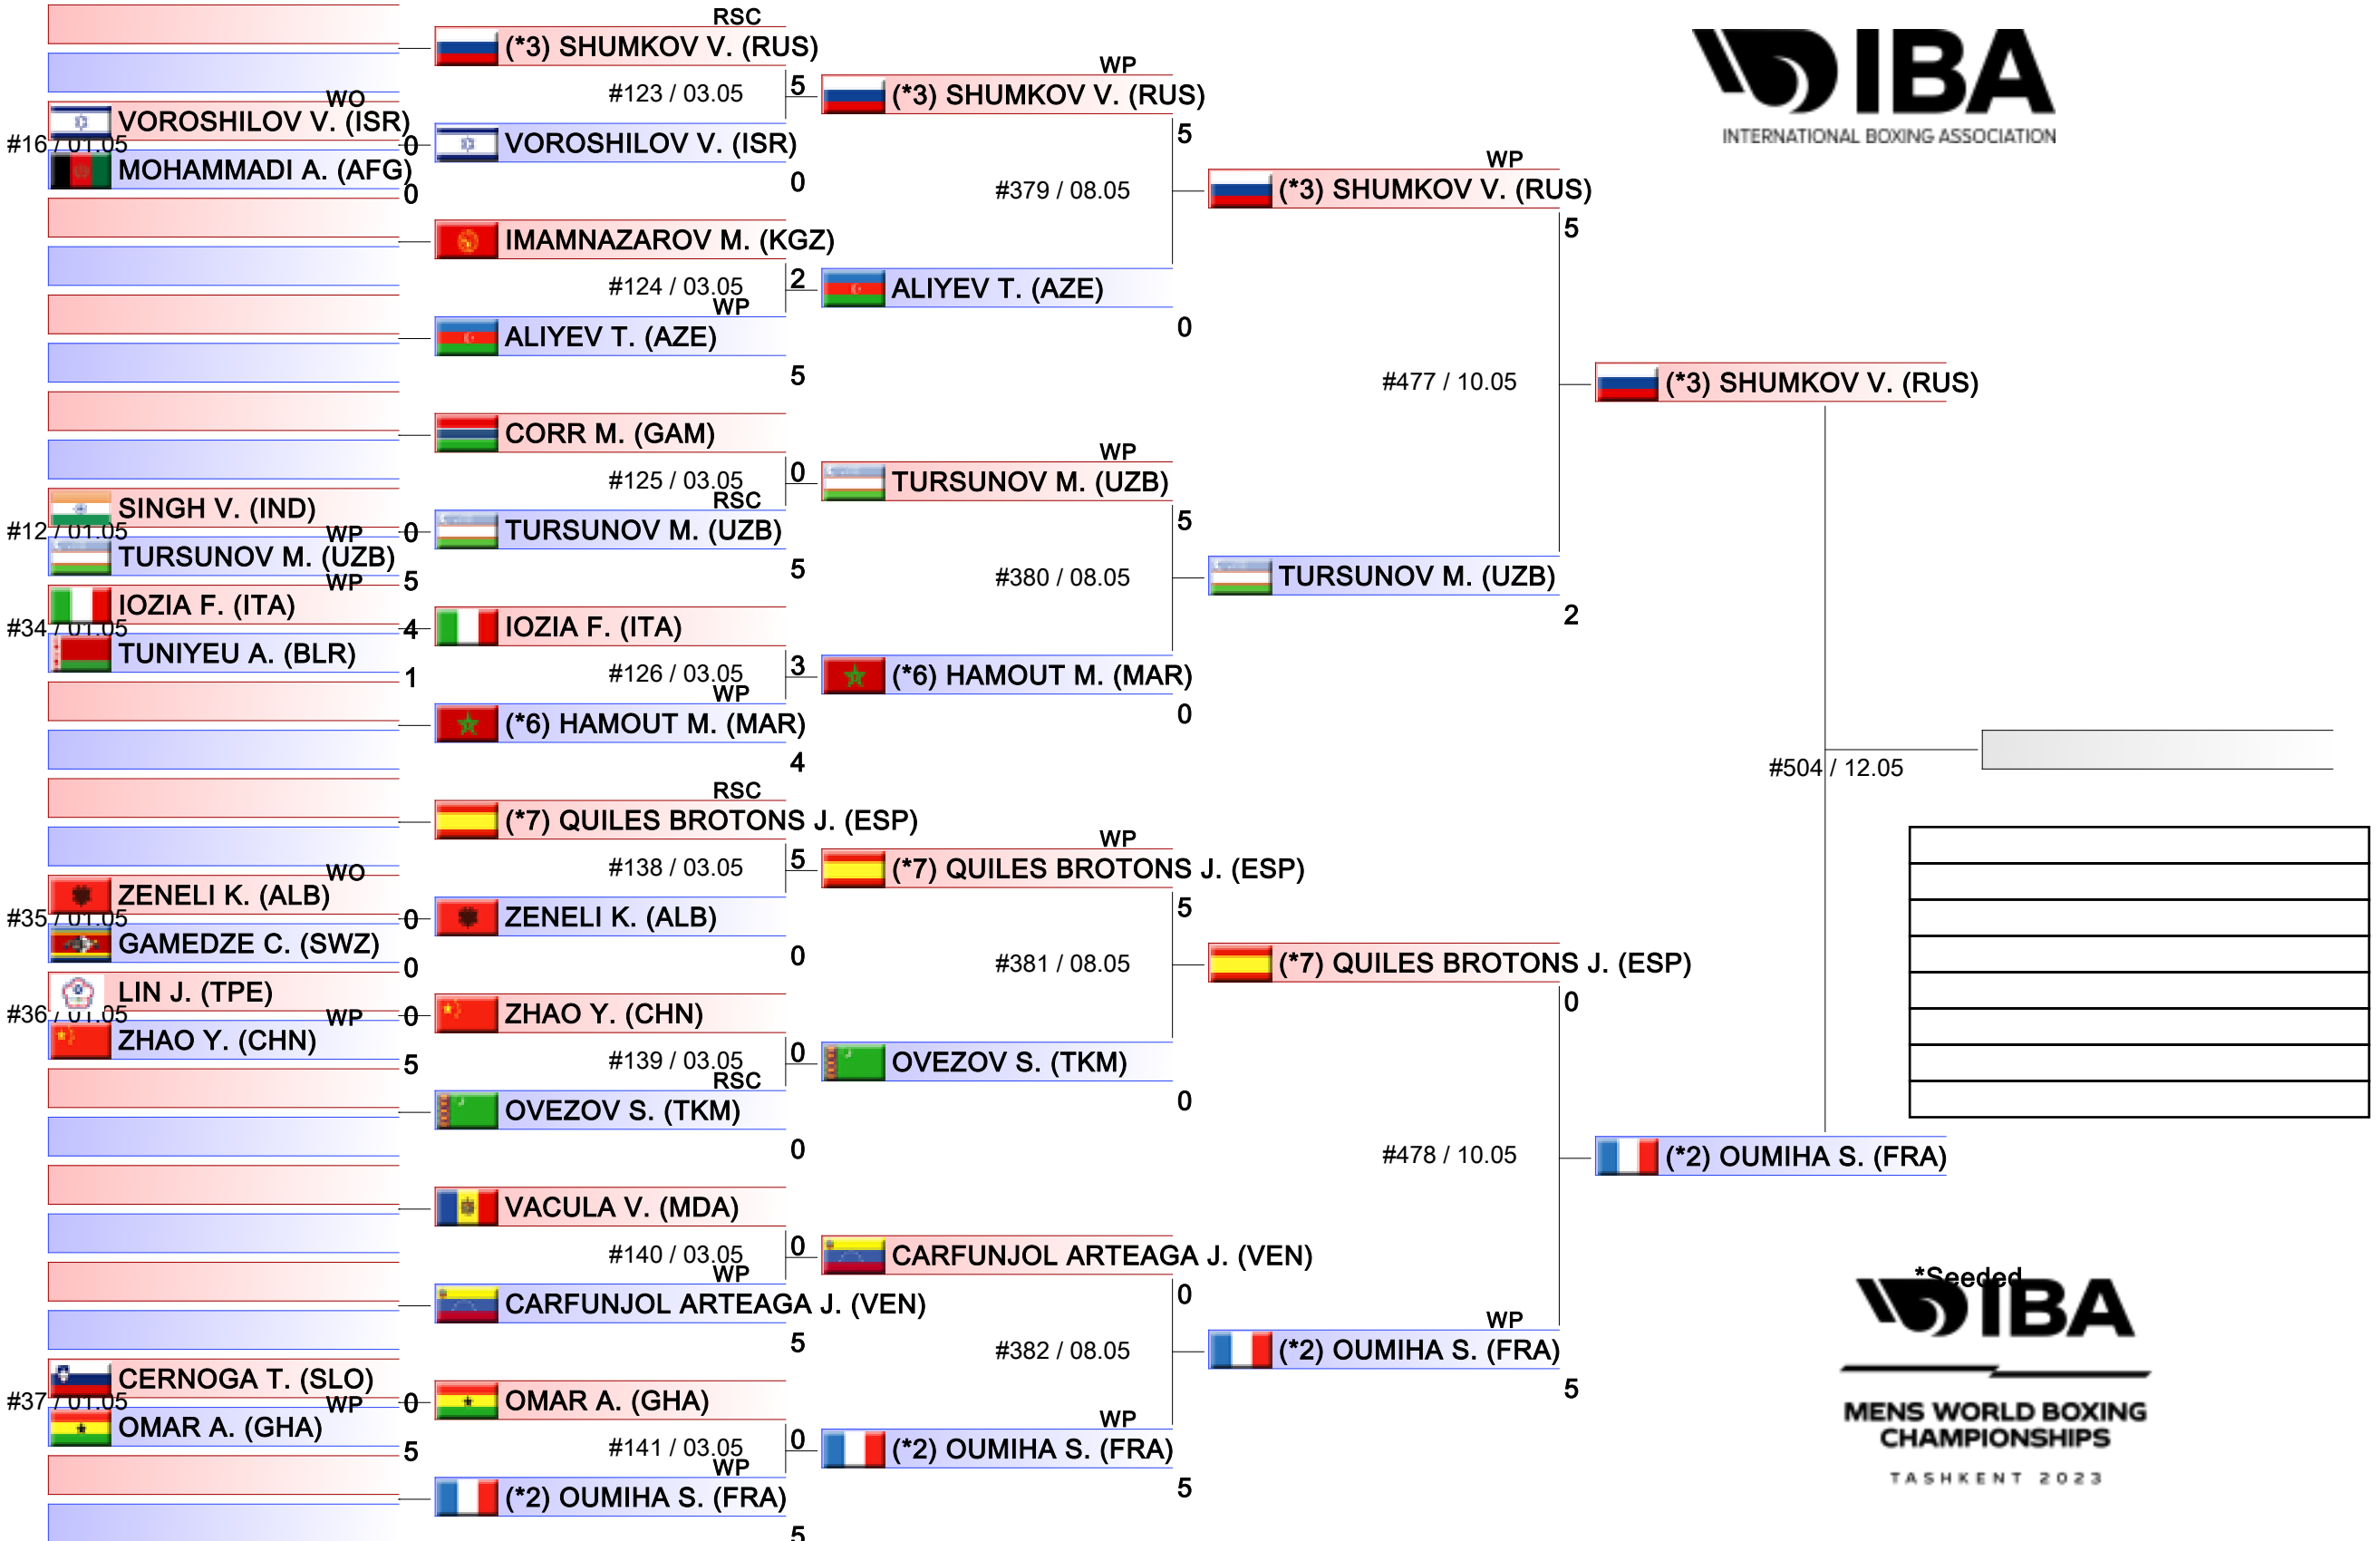 RSC
(*3) SHUMKOV V. (RUS)
#123 / 03.05
5
VOROSHILOV V. (ISR)
0
WO
VOROSHILOV V. (ISR)
#16 / 01.05
0
MOHAMMADI A. (AFG)
0
WP
(*3) SHUMKOV V. (RUS)
5
#379 / 08.05
IMAMNAZAROV M. (KGZ)
#124 / 03.05
2
WP
ALIYEV T. (AZE)
5
ALIYEV T. (AZE)
0
WP
(*3) SHUMKOV V. (RUS)
5
#477 / 10.05
(*3) SHUMKOV V. (RUS)
CORR M. (GAM)
#125 / 03.05
0
RSC
TURSUNOV M. (UZB)
5
SINGH V. (IND)
#12 / 01.05
0
WP
TURSUNOV M. (UZB)
5
WP
TURSUNOV M. (UZB)
5
#380 / 08.05
TURSUNOV M. (UZB)
2
WP
IOZIA F. (ITA)
#34 / 01.05
4
TUNIYEU A. (BLR)
1
IOZIA F. (ITA)
#126 / 03.05
3
WP
(*6) HAMOUT M. (MAR)
4
(*6) HAMOUT M. (MAR)
0
#504 / 12.05
RSC
(*7) QUILES BROTONS J. (ESP)
#138 / 03.05
5
WO
ZENELI K. (ALB)
#35 / 01.05
0
GAMEDZE C. (SWZ)
0
ZENELI K. (ALB)
0
WP
(*7) QUILES BROTONS J. (ESP)
5
#381 / 08.05
(*7) QUILES BROTONS J. (ESP)
0
LIN J. (TPE)
#36 / 01.05
0
WP
ZHAO Y. (CHN)
5
ZHAO Y. (CHN)
#139 / 03.05
0
RSC
OVEZOV S. (TKM)
0
OVEZOV S. (TKM)
0
#478 / 10.05
(*2) OUMIHA S. (FRA)
VACULA V. (MDA)
#140 / 03.05
0
WP
CARFUNJOL ARTEAGA J. (VEN)
5
CARFUNJOL ARTEAGA J. (VEN)
0
#382 / 08.05
WP
(*2) OUMIHA S. (FRA)
5
CERNOGA T. (SLO)
#37 / 01.05
0
WP
OMAR A. (GHA)
5
OMAR A. (GHA)
#141 / 03.05
0
WP
(*2) OUMIHA S. (FRA)
5
WP
(*2) OUMIHA S. (FRA)
5
IBA
INTERNATIONAL BOXING ASSOCIATION
*Seeded
IBA
MENS WORLD BOXING
CHAMPIONSHIPS
TASHKENT 2023